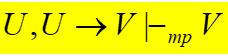 U, U → V |−ₘₚ V